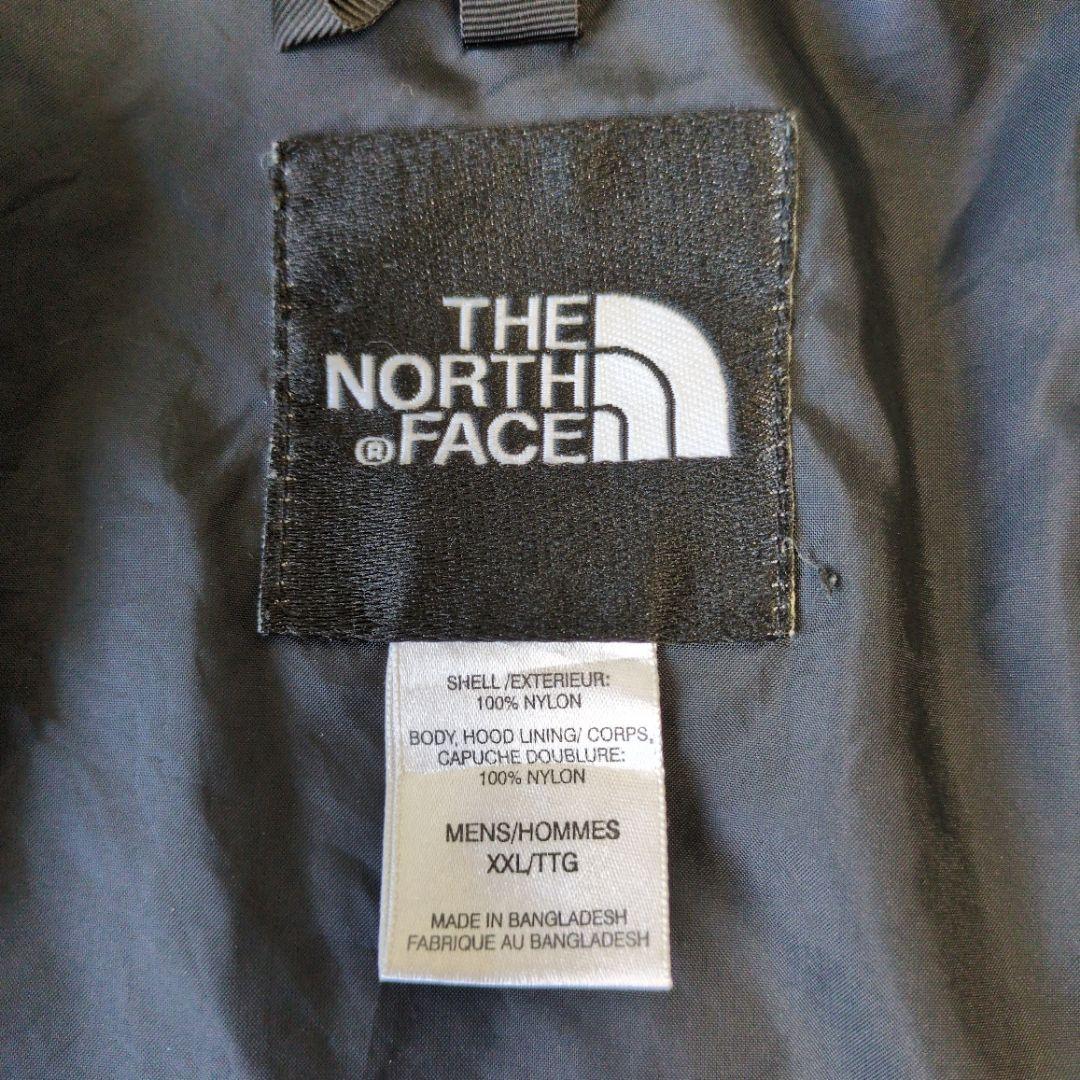 THE
NORTH
®FACE
SHELL /EXTERIEUR:
100% NYLON
BODY, HOOD LINING/ CORPS,
CAPUCHE DOUBLURE:
100% NYLON
MENS/HOMMES
XXL/TTG
MADE IN BANGLADESH
FABRIQUE AU BANGLADESH